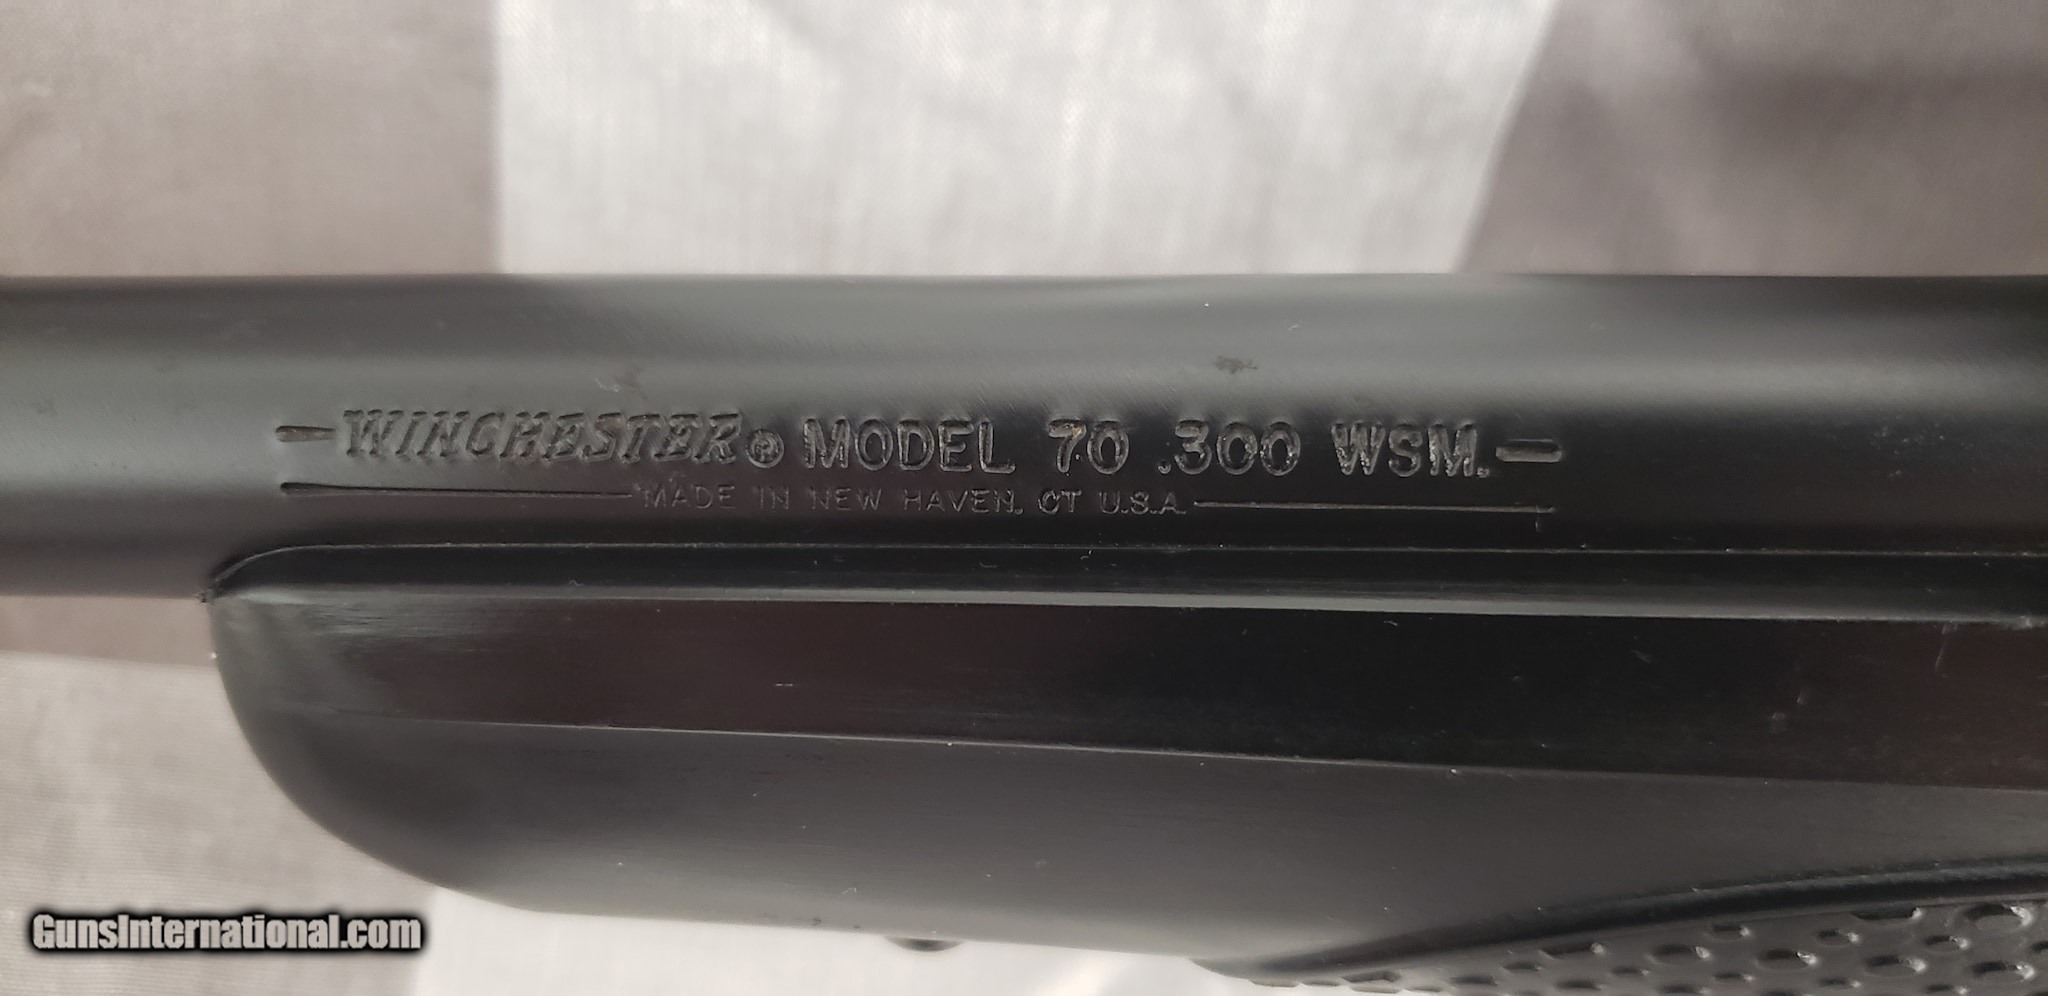 WINCHESTER® MODEL 70 .300 WSM.
MADE IN NEW HAVEN, CT U.S.A.
GunsInternational.com